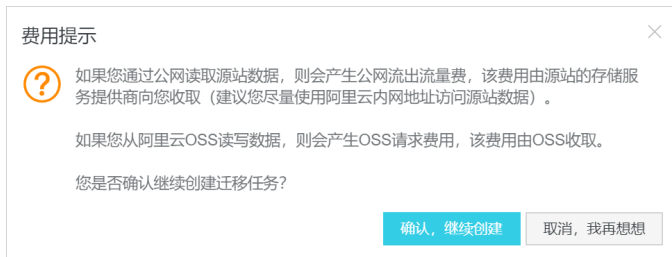 费用提示
如果您通过公网读取源站数据，则会产生公网流出流量费，该费用由源站的存储服
务提供商向您收取（建议您尽量使用阿里云内网地址访问源站数据）。
如果您从阿里云OSS读写数据，则会产生OSS请求费用，该费用由OSS收取。
您是否确认继续创建迁移任务？
确认，继续创建
取消，我再想想